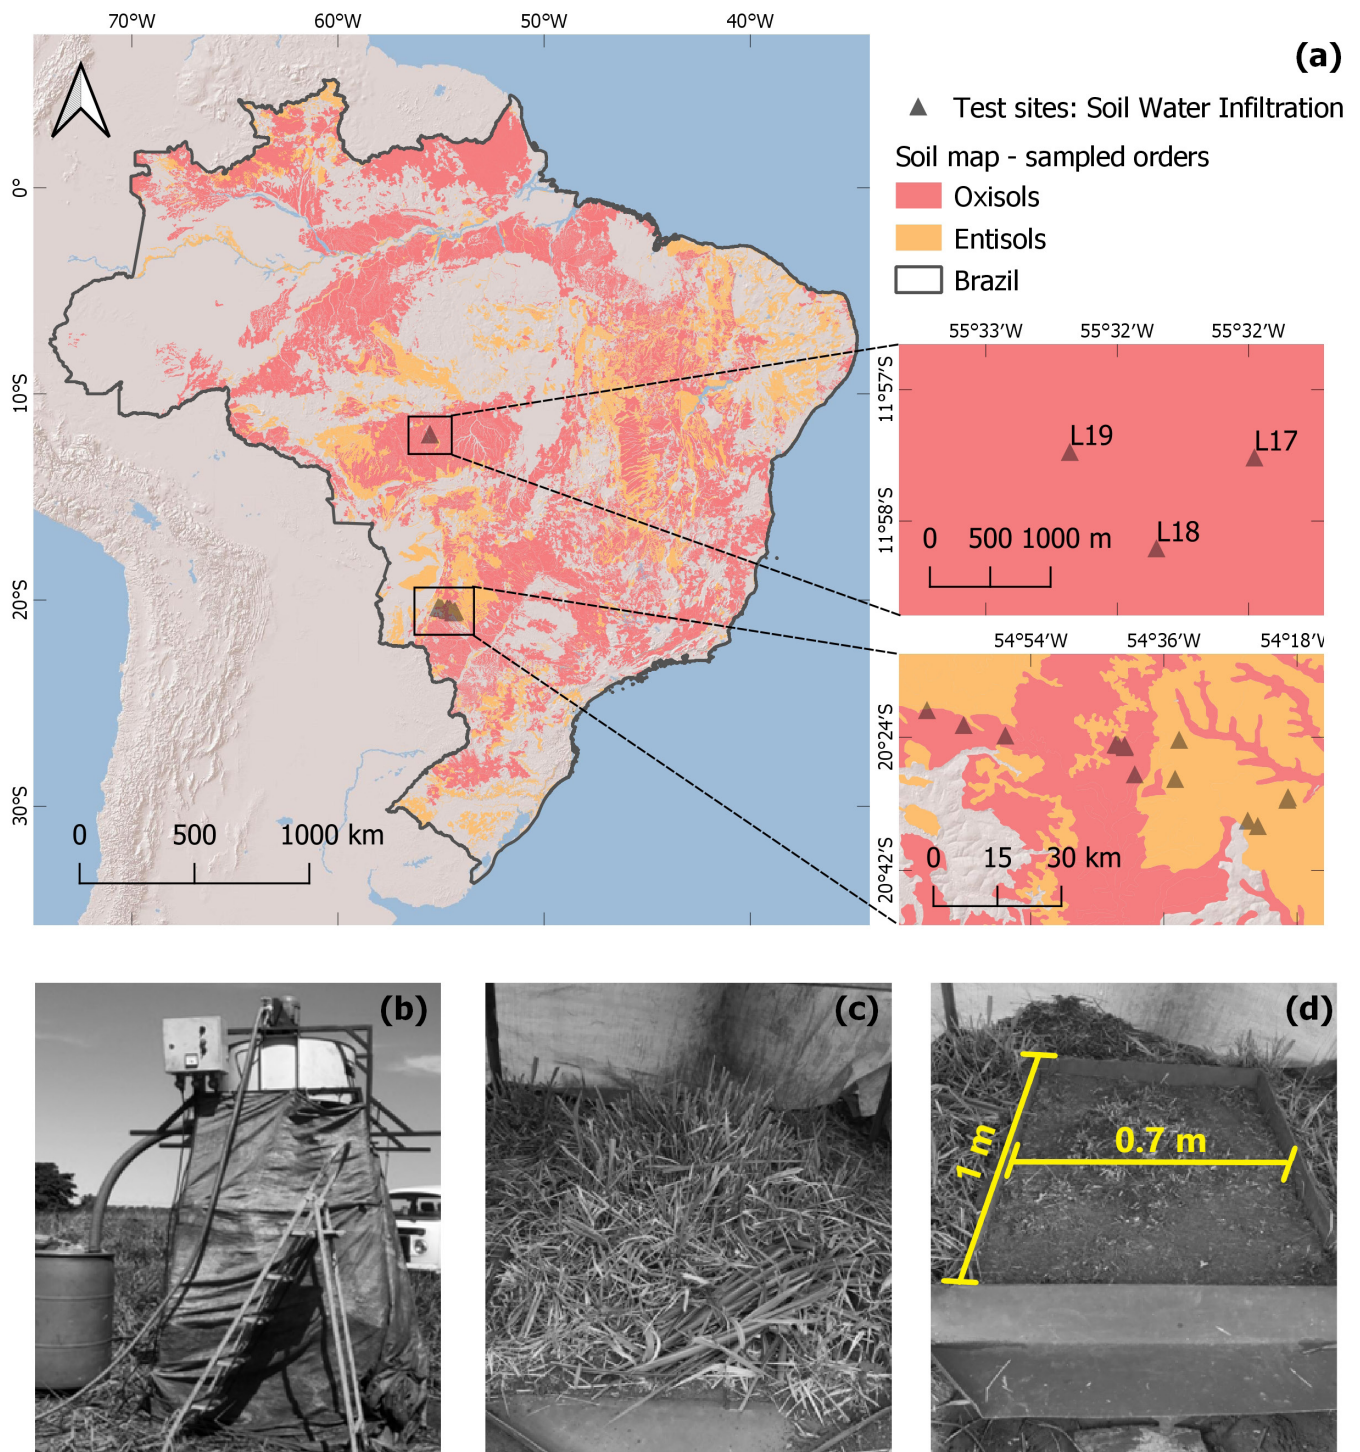 70°W 60°W 50°W 40°W
(a)
Test sites: Soil Water Infiltration
Soil map - sampled orders
Oxisols
Entisols
Brazil
0°
10°S
20°S
30°S
0 500 1000 km
55°33'W 55°32'W 55°32'W
11°57'S
11°58'S
L19
L17
L18
0 500 1000 m
54°54'W 54°36'W 54°18'W
20°24'S
20°42'S
0 15 30 km
(b)
(c)
(d)
1 m
0.7 m